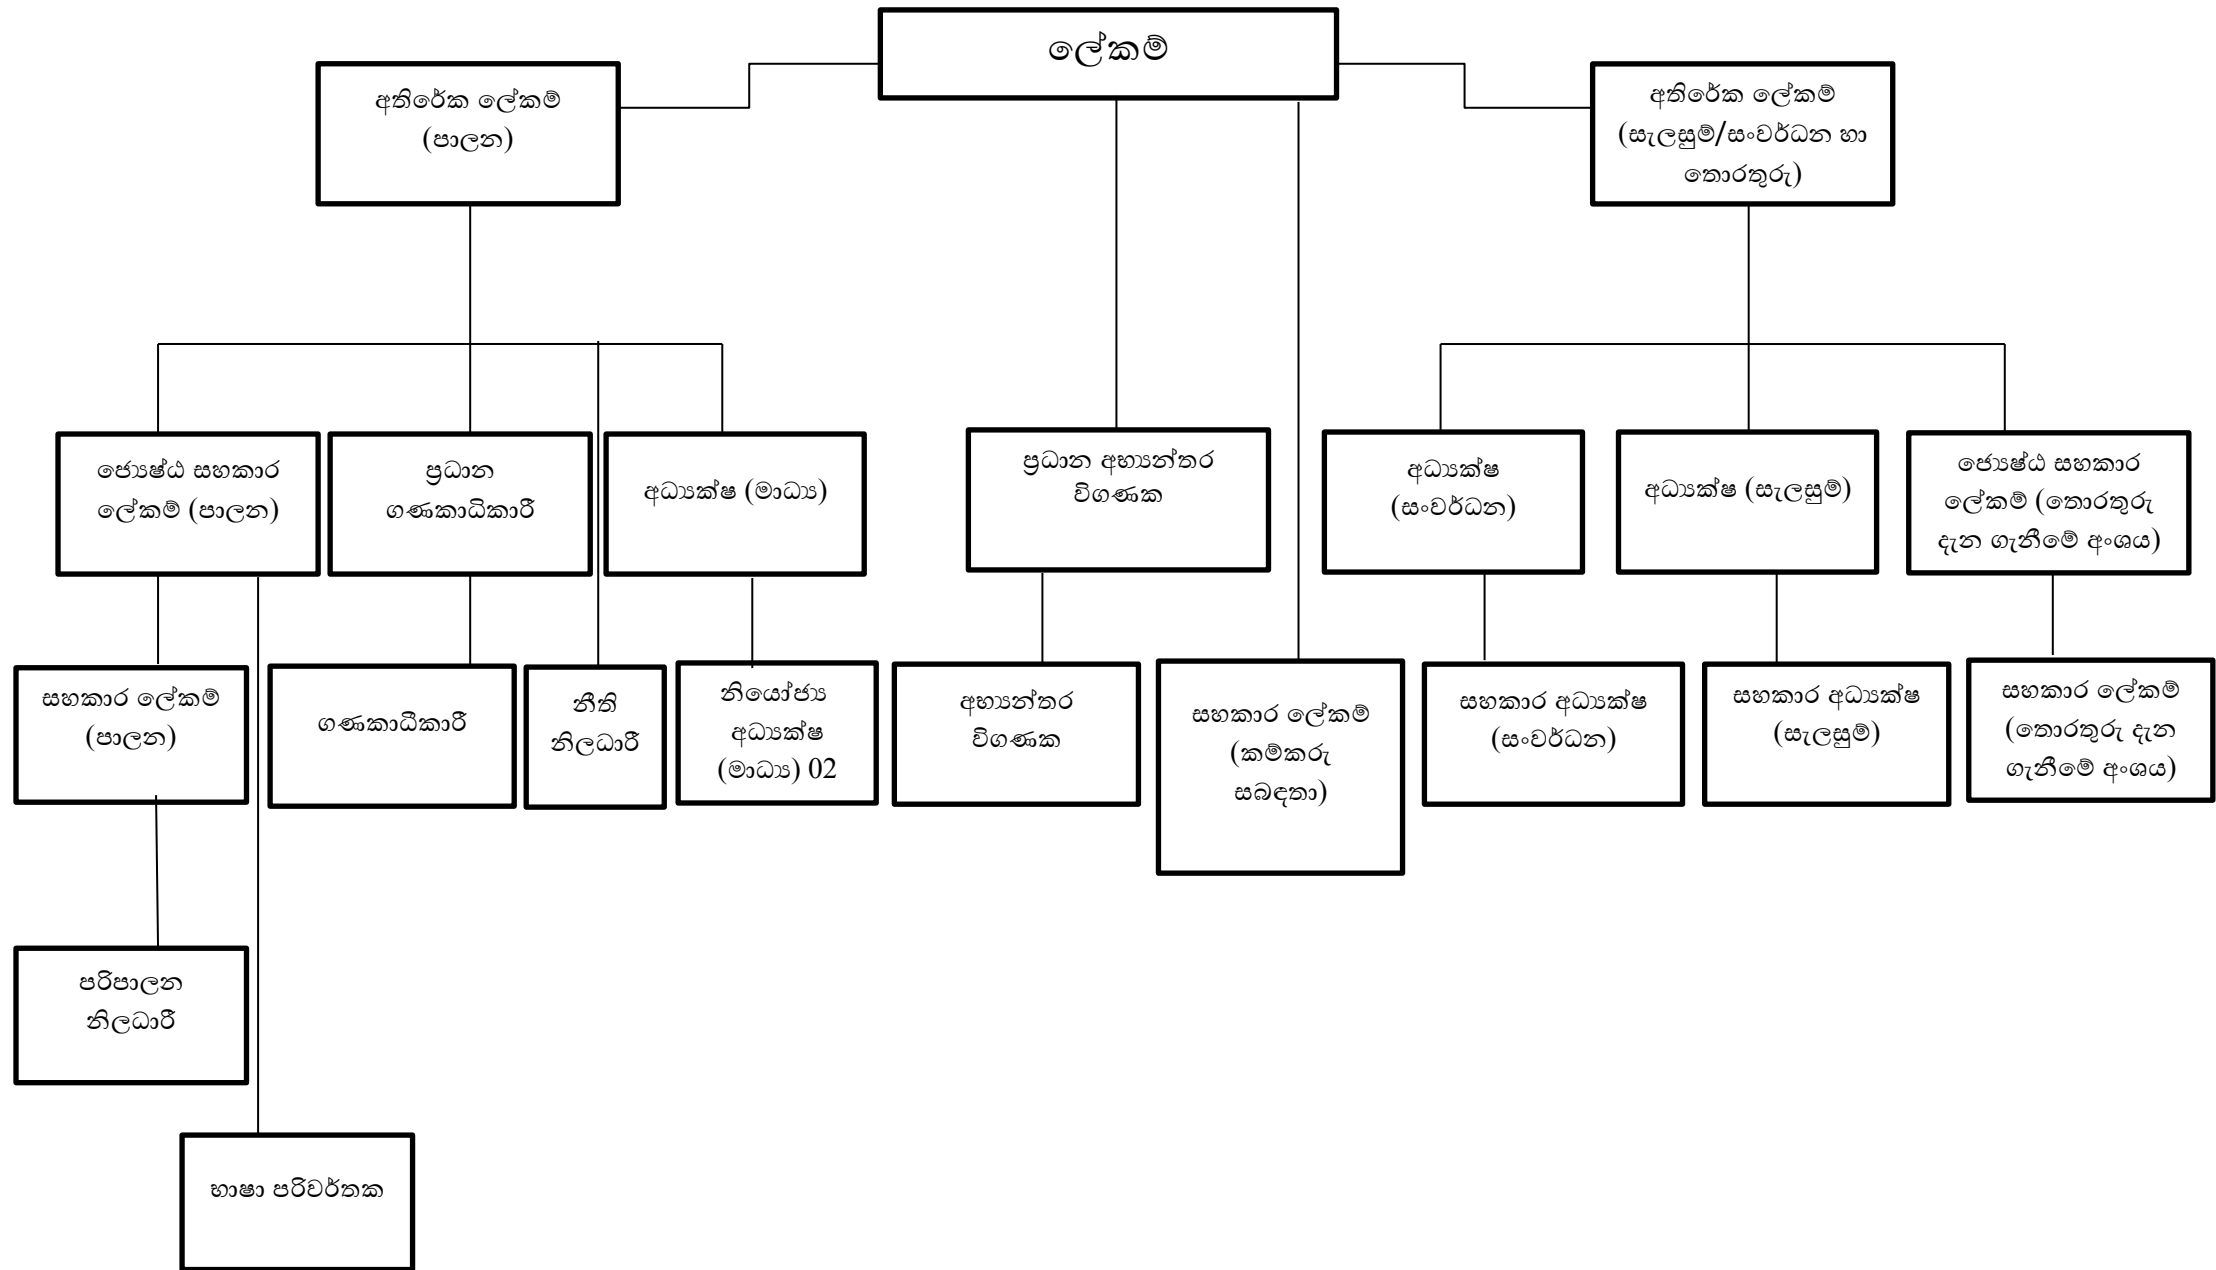 ලේකම්
අතිරේක ලේකම්
(පාලන)
අතිරේක ලේකම්
(සැලසුම්/සංවර්ධන හා
තොරතුරු)
ජ්‍යෙෂ්ඨ සහකාර
ලේකම් (පාලන)
ප්‍රධාන
ගණකාධිකාරී
අධ්‍යක්ෂ (මාධ්‍ය)
ප්‍රධාන අභ්‍යන්තර
විගණක
අධ්‍යක්ෂ
(සංවර්ධන)
අධ්‍යක්ෂ (සැලසුම්)
ජ්‍යෙෂ්ඨ සහකාර
ලේකම් (තොරතුරු
දැන ගැනීමේ අංශය)
සහකාර ලේකම්
(පාලන)
ගණකාධීකාරී
නීති
නිලධාරී
නියෝජ්‍ය
අධ්‍යක්ෂ
(මාධ්‍ය) 02
අභ්‍යන්තර
විගණක
සහකාර ලේකම්
(කම්කරු
සබඳතා)
සහකාර අධ්‍යක්ෂ
(සංවර්ධන)
සහකාර අධ්‍යක්ෂ
(සැලසුම්)
සහකාර ලේකම්
(තොරතුරු දැන
ගැනීමේ අංශය)
පරිපාලන
නිලධාරී
භාෂා පරිවර්තක